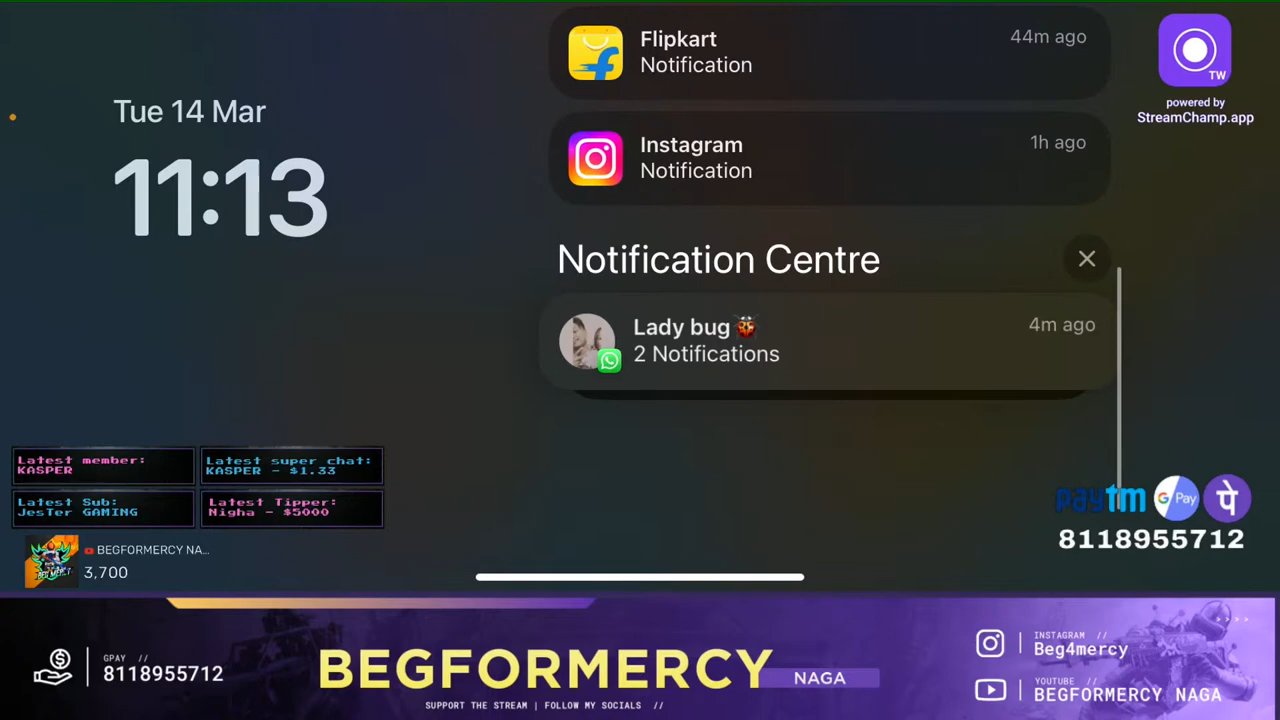 Flipkart
44m ago
Notification
Tue 14 Mar
11:13
TW
powered by
StreamChamp.app
Instagram
1h ago
Notification
Notification Centre
Lady bug🐞
4m ago
2 Notifications
Latest member:
KASPER
Latest super chat:
KASPER - $1.33
Latest Sub:
JesTer GAMING
Latest Tipper:
Nigha - $5000
BEGFORMERCY NA...
3,700
paytm
G Pay
पे
8118955712
GPAY //
8118955712
BEGFORMERCY
NAGA
SUPPORT THE STREAM | FOLLOW MY SOCIALS //
INSTAGRAM //
Beg4mercy
YOUTUBE //
BEGFORMERCY NAGA
> > > >